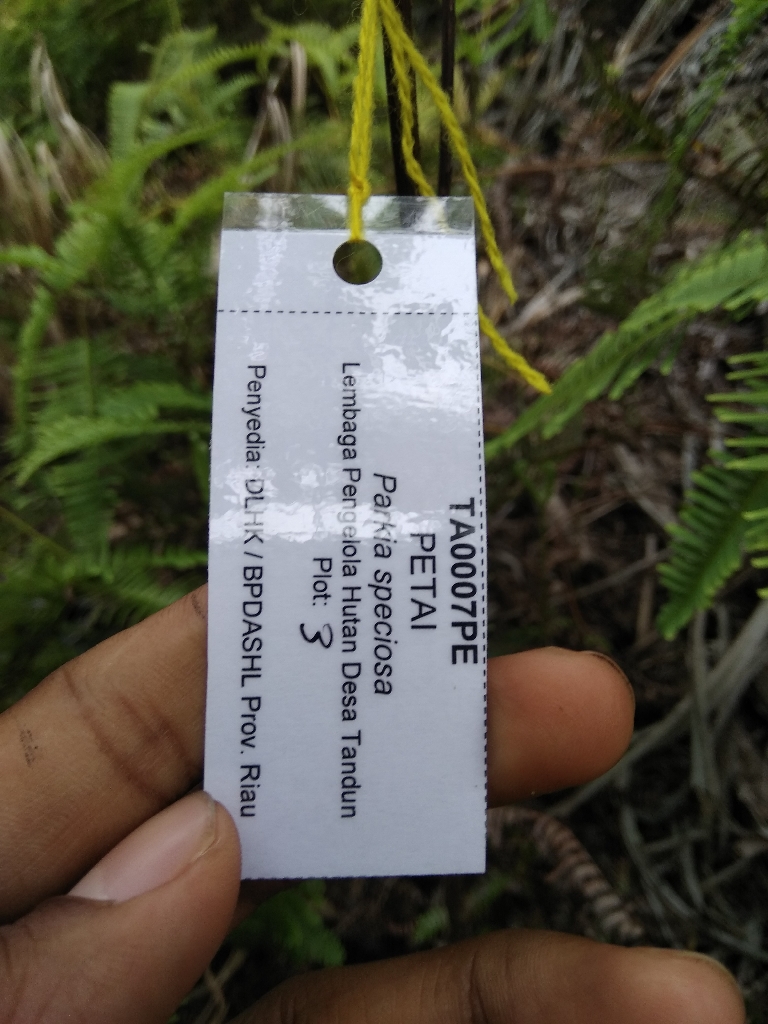 TA0007PE
PETAI
Parkia speciosa
Lembaga Pengelola Hutan Desa Tandun
Plot: 3
Penyedia: DLHK / BPDASHL Prov. Riau